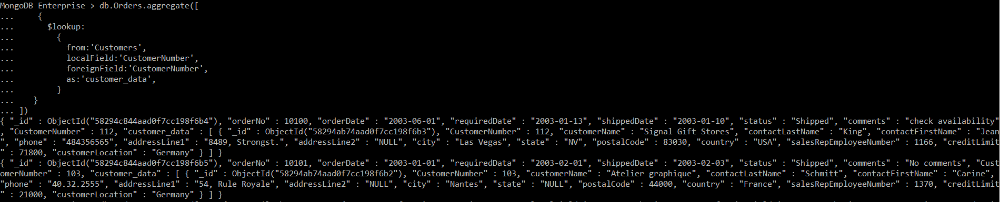 MongoDB Enterprise > db.Orders.aggregate([
...     {
...       $lookup:
...         {
...           from:'Customers',
...           localField:'CustomerNumber',
...           foreignField:'CustomerNumber',
...           as:'customer_data',
...         }
...    }
... ])
{ "_id" : ObjectId("58294c844aad0f7cc198f6b4"), "orderNo" : 10100, "orderDate" : "2003-06-01", "requiredDate" : "2003-01-13", "shippedDate" : "2003-01-10", "status" : "Shipped", "comments" : "check availability"
, "CustomerNumber" : 112, "customer_data" : [ { "_id" : ObjectId("58294ab74aad0f7cc198f6b3"), "CustomerNumber" : 112, "customerName" : "Signal Gift Stores", "contactLastName" : "King", "contactFirstName" : "Jean
", "phone" : "484356565", "addressLine1" : "8489, Strongst.", "addressLine2" : "NULL", "city" : "Las Vegas", "state" : "NV", "postalCode" : 83030, "country" : "USA", "salesRepEmployeeNumber" : 1166, "creditLimit
" : 71800, "customerLocation" : "Germany" } ] }
{ "_id" : ObjectId("58294c844aad0f7cc198f6b5"), "orderNo" : 10101, "orderDate" : "2003-01-01", "requiredData" : "2003-02-01", "shippedDate" : "2003-02-03", "status" : "Shipped", "comments" : "No comments", "Cust
omerNumber" : 103, "customer_data" : [ { "_id" : ObjectId("58294ab74aad0f7cc198f6b2"), "CustomerNumber" : 103, "customerName" : "Atelier graphique", "contactLastName" : "Schmitt", "contactFirstName" : "Carine",
"phone" : "40.32.2555", "addressLine1" : "54, Rule Royale", "addressLine2" : "NULL", "city" : "Nantes", "state" : "NULL", "postalCode" : 44000, "country" : "France", "salesRepEmployeeNumber" : 1370, "creditLimit
" : 21000, "customerLocation" : "Germany" } ] }